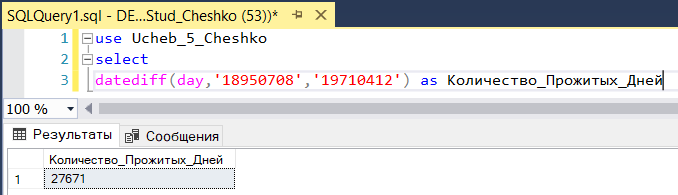 SQLQuery1.sql - DE...Stud_Cheshko (53))*
1 use Ucheb_5_Cheshko
2 select
3 datediff(day,'18950708','19710412') as Количество_Прожитых_Дней
100 %
Результаты Сообщения
Количество_Прожитых_Дней
1 27671